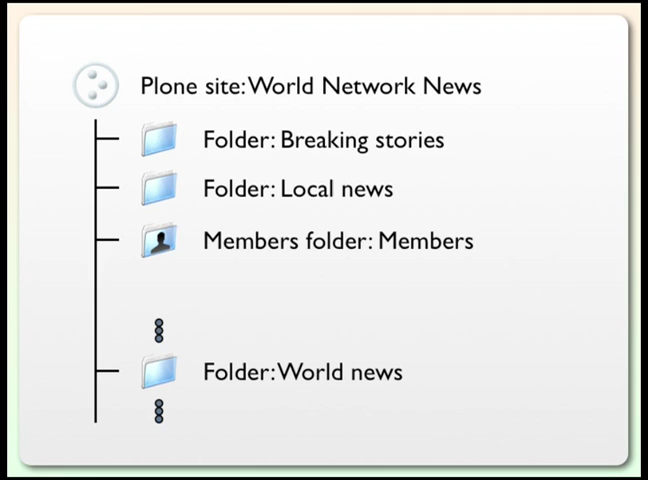 Plone site: World Network News
Folder: Breaking stories
Folder: Local news
Members folder: Members
Folder: World news